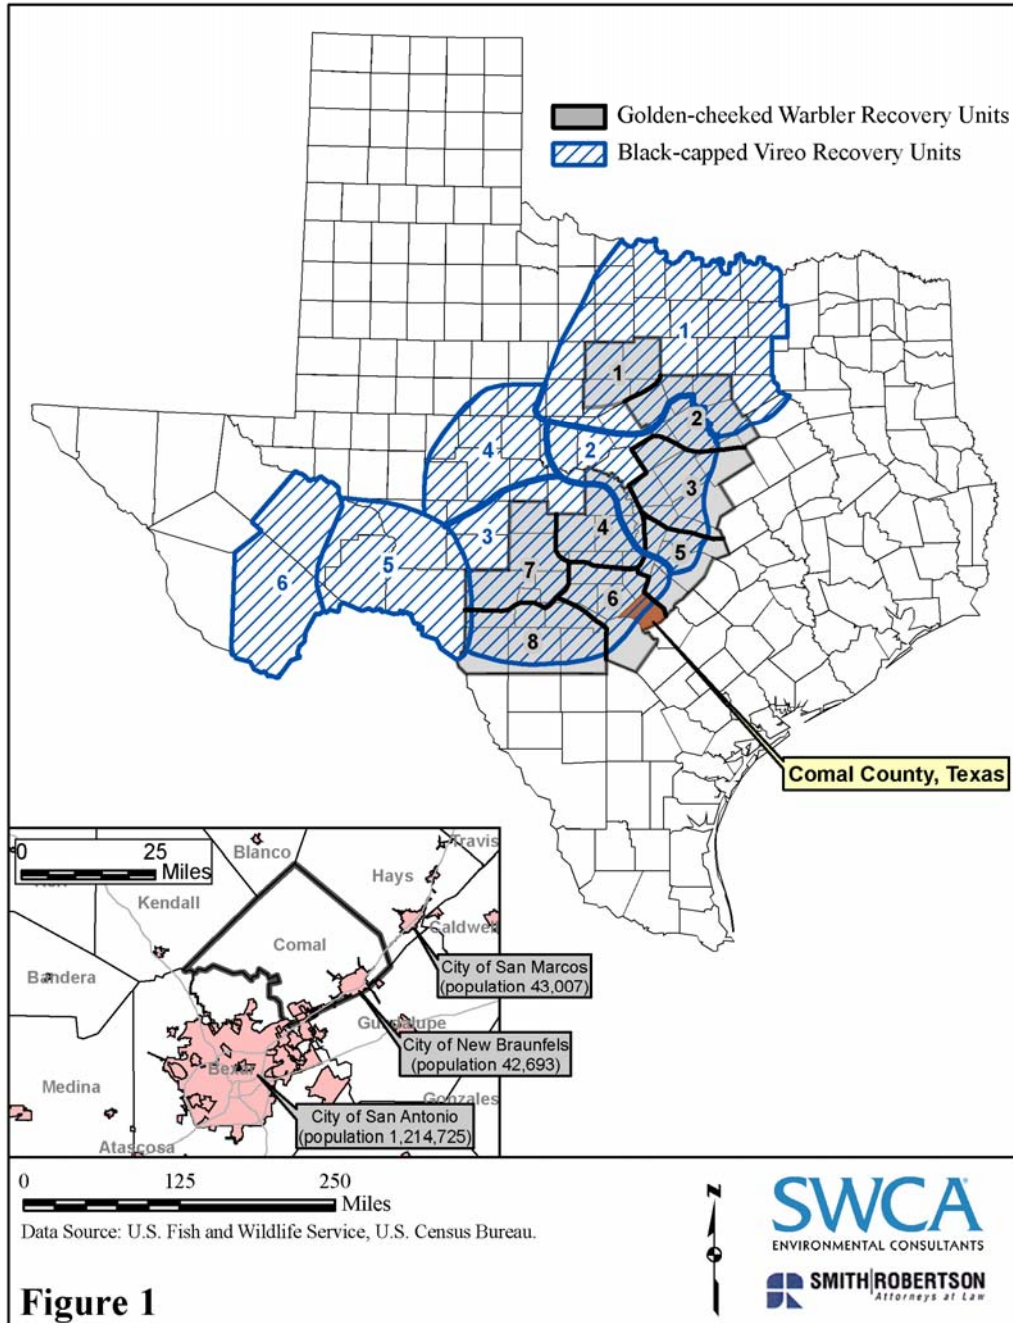 Golden-cheeked Warbler Recovery Units
Black-capped Vireo Recovery Units
1
1
2
4
2
3
3
4
5
5
6
7
6
8
Comal County, Texas
0 25
Miles
Blanco
Travis
Hays
Kendall
Caldwell
Comal
Bandera
City of San Marcos
(population 43,007)
Guadalupe
City of New Braunfels
(population 42,693)
Bexar
Medina
Gonzales
City of San Antonio
(population 1,214,725)
Atascosa
0 125 250
Miles
Data Source: U.S. Fish and Wildlife Service, U.S. Census Bureau.
N
SWCA
ENVIRONMENTAL CONSULTANTS
SMITH|ROBERTSON
Attorneys at Law
Figure 1